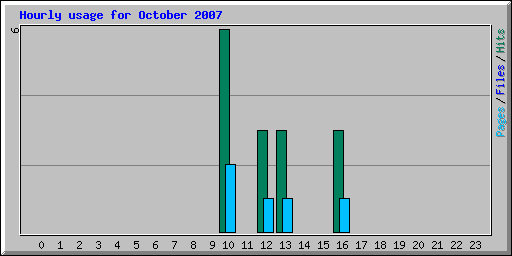 Hourly usage for October 2007
6
Pages/Files/Hits
0 1 2 3 4 5 6 7 8 9 10 11 12 13 14 15 16 17 18 19 20 21 22 23